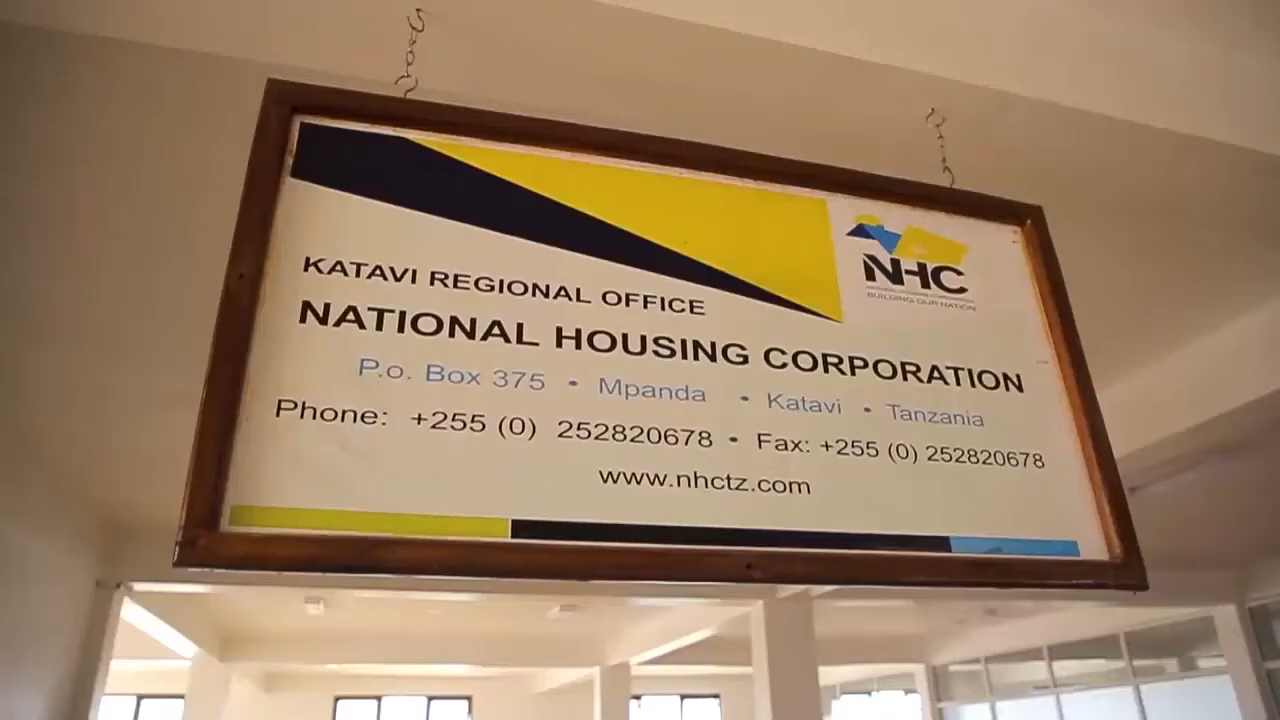 KATAVI REGIONAL OFFICE
NATIONAL HOUSING CORPORATION
P.o. Box 375 • Mpanda • Katavi • Tanzania
Phone: +255 (0) 252820678 • Fax: +255 (0) 252820678
www.nhctz.com
NHC
BUILDING OUR NATION